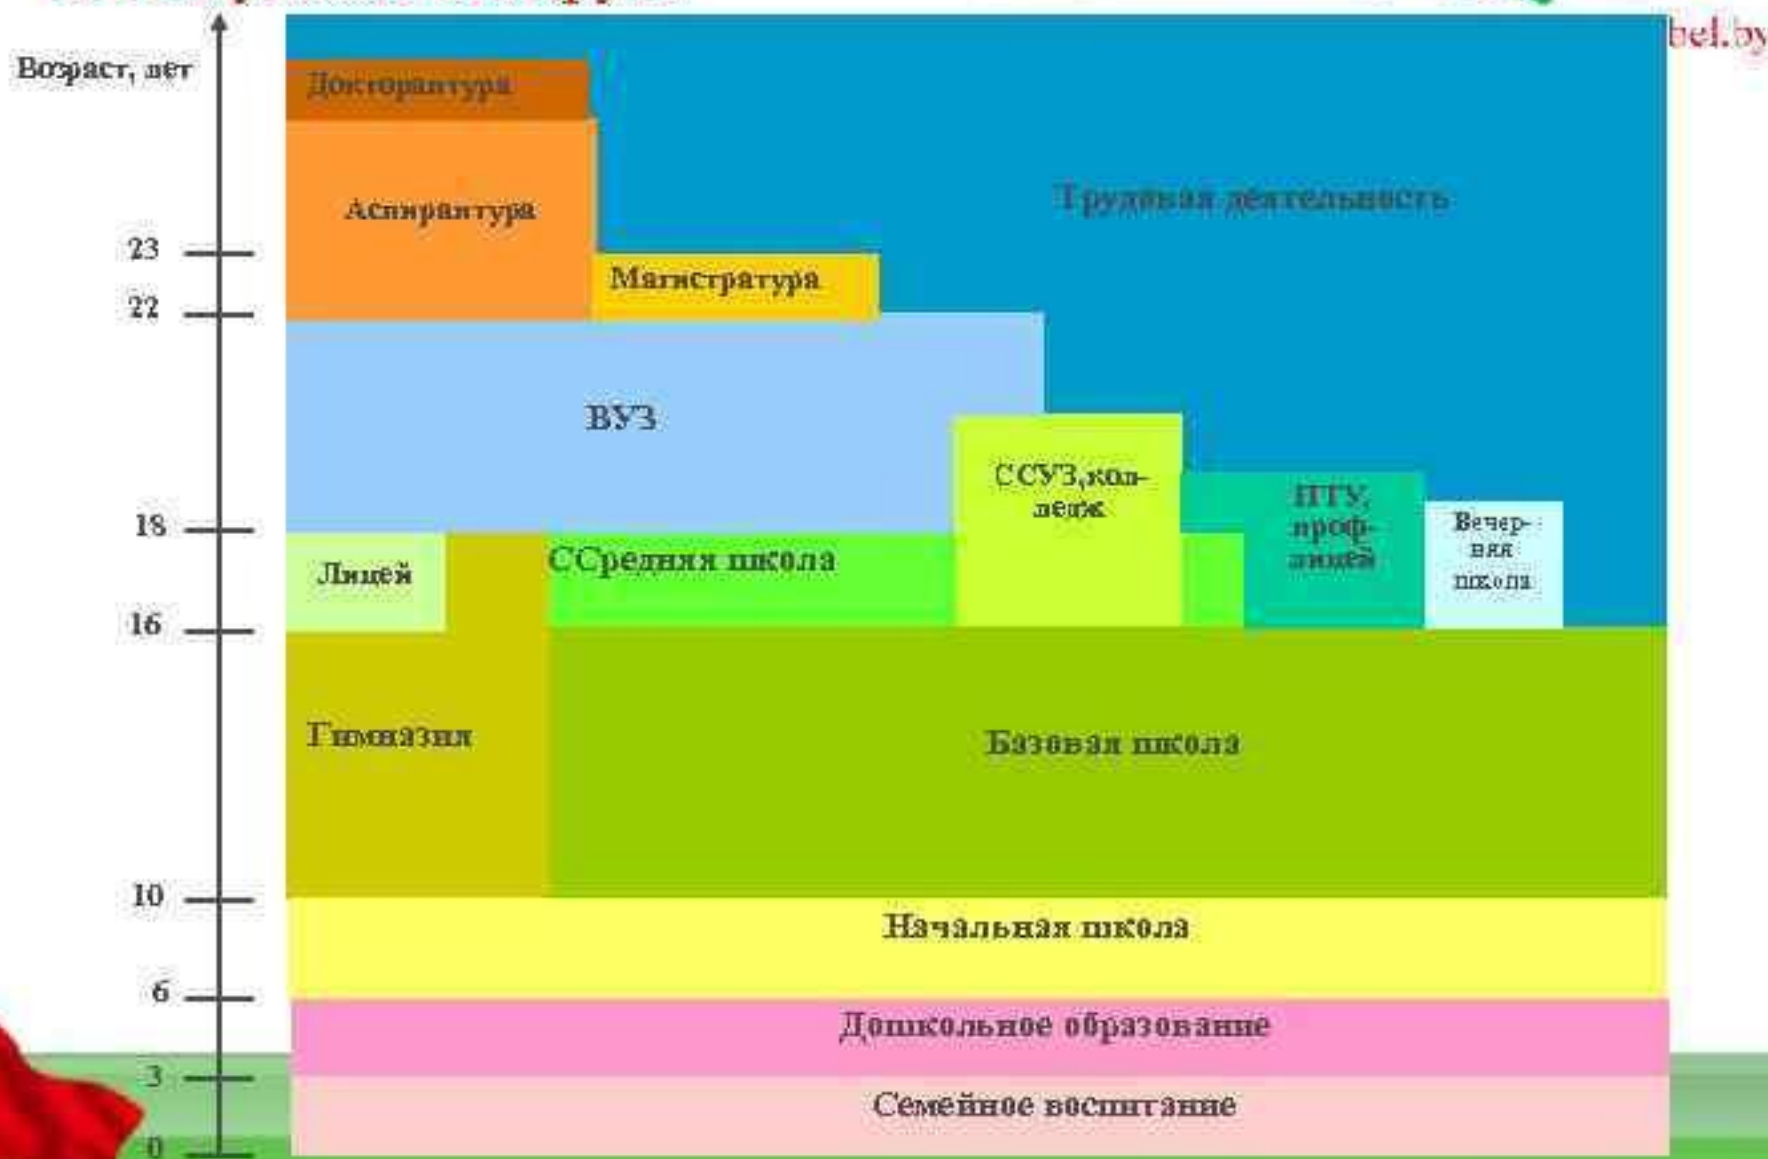 bel.by
Возраст, лет
Докторантура
Аспирантура
Трудовая деятельность
23
Магистратура
22
ВУЗ
ССУЗ,кол-
ледж
ПТУ,
проф-
лицей
Вечер-
няя
школа
18
Лицей
ССредняя школа
16
Гимназия
Базовая школа
10
Начальная школа
6
Дошкольное образование
3
Семейное воспитание
0